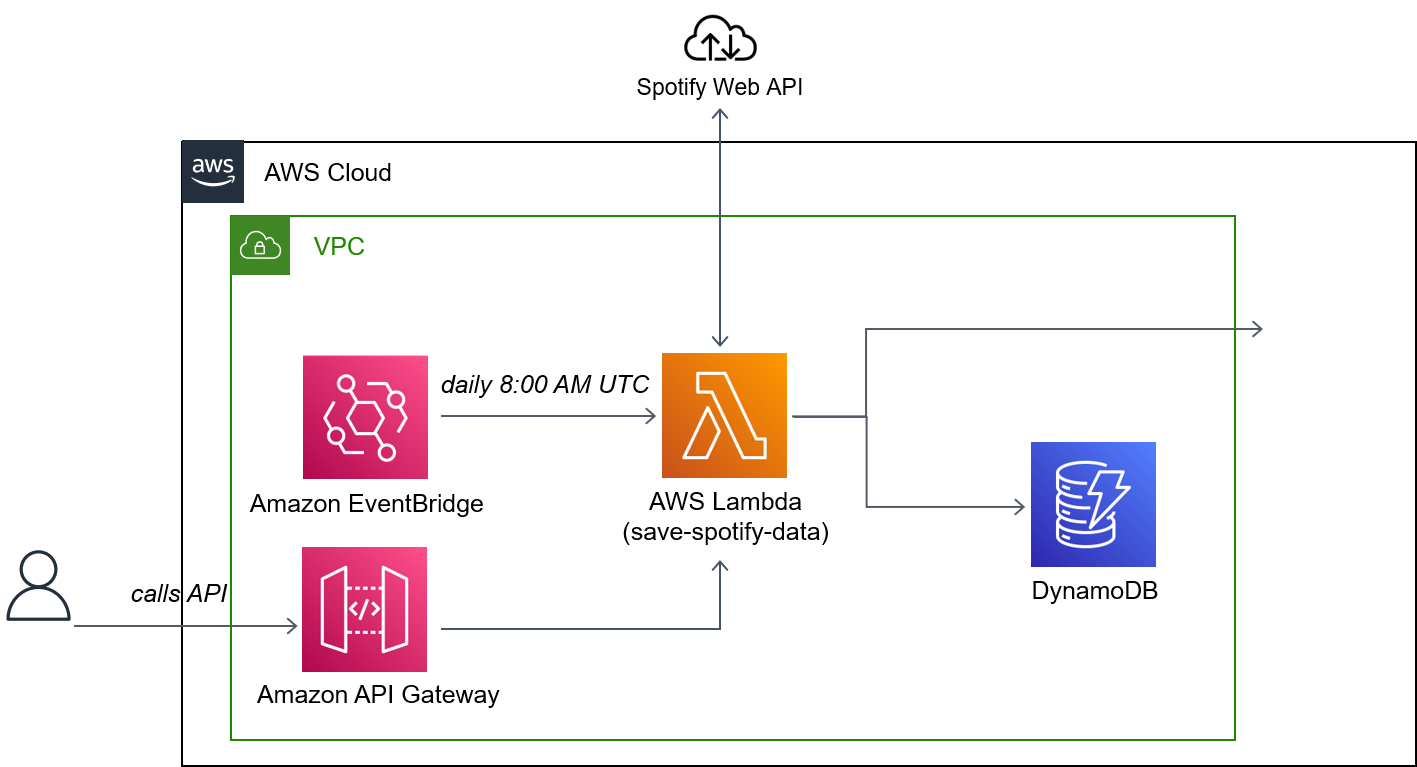 Spotify Web API
aws
AWS Cloud
VPC
daily 8:00 AM UTC
Amazon EventBridge
AWS Lambda
(save-spotify-data)
calls API
</>
DynamoDB
Amazon API Gateway